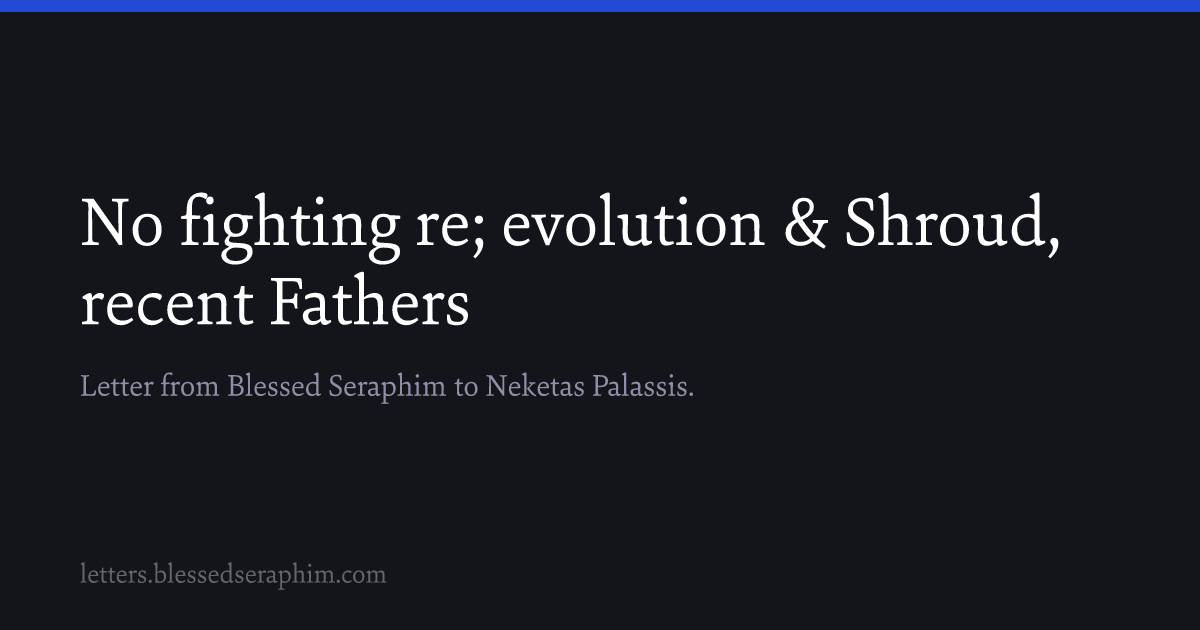 No fighting re; evolution & Shroud,
recent Fathers
Letter from Blessed Seraphim to Neketas Palassis.
letters.blessedseraphim.com